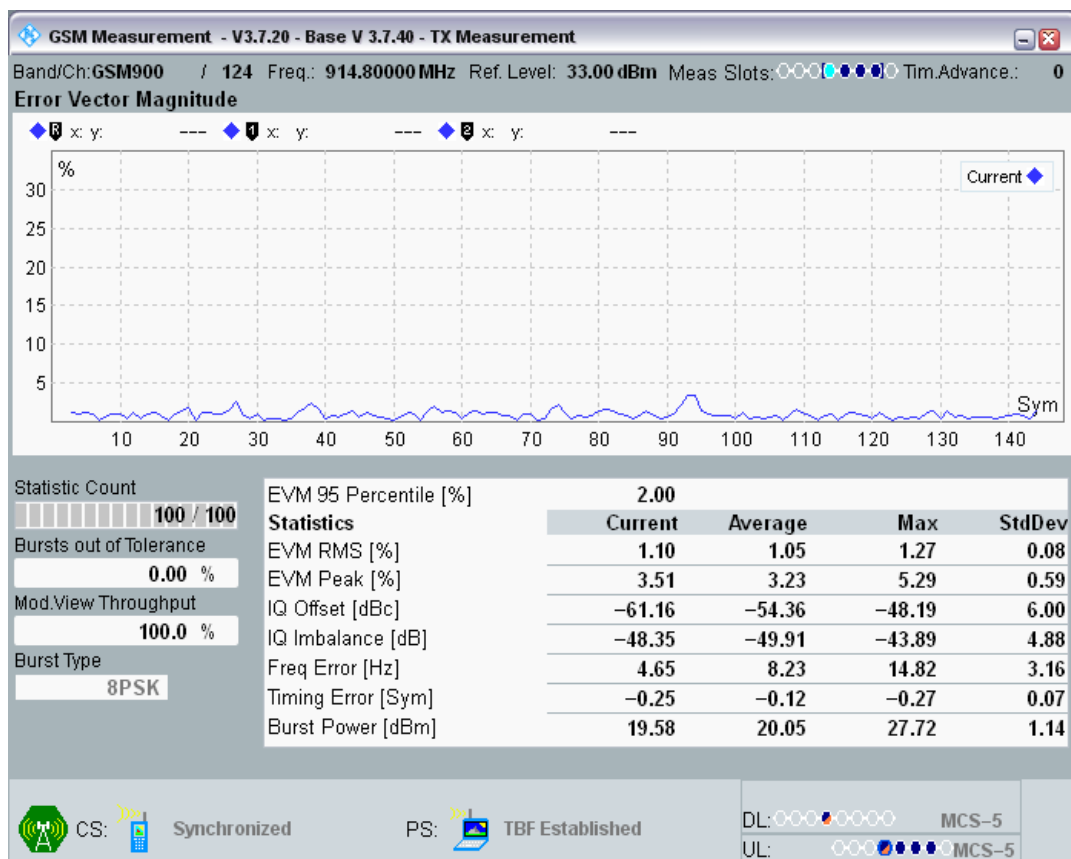 GSM Measurement - V3.7.20 - Base V 3.7.40 - TX Measurement
Band/Ch:GSM900 / 124 Freq.: 914.80000 MHz Ref. Level: 33.00 dBm Meas Slots: Tim.Advance.: 0
Error Vector Magnitude
R x: y: --- 1 x: y: --- 2 x: y: ---
%
Current
30
25
20
15
10
5
Sym
10 20 30 40 50 60 70 80 90 100 110 120 130 140
Statistic Count
100 / 100
Bursts out of Tolerance
0.00 %
Mod.View Throughput
100.0 %
Burst Type
8PSK
EVM 95 Percentile [%] 2.00
Statistics Current Average Max StdDev
EVM RMS [%] 1.10 1.05 1.27 0.08
EVM Peak [%] 3.51 3.23 5.29 0.59
IQ Offset [dBc] −61.16 −54.36 −48.19 6.00
IQ Imbalance [dB] −48.35 −49.91 −43.89 4.88
Freq Error [Hz] 4.65 8.23 14.82 3.16
Timing Error [Sym] −0.25 −0.12 −0.27 0.07
Burst Power [dBm] 19.58 20.05 27.72 1.14
CS: Synchronized PS: TBF Established
DL: MCS−5
UL: MCS−5